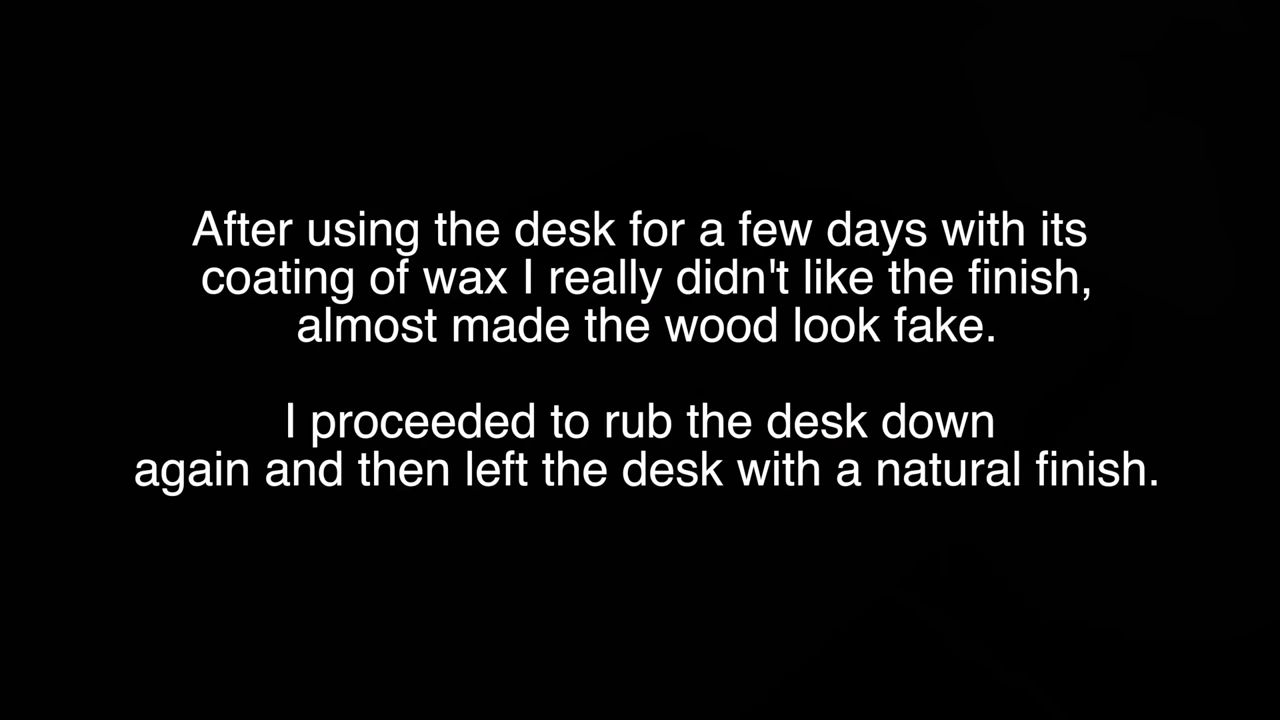 After using the desk for a few days with its
coating of wax I really didn't like the finish,
almost made the wood look fake.
I proceeded to rub the desk down
again and then left the desk with a natural finish.